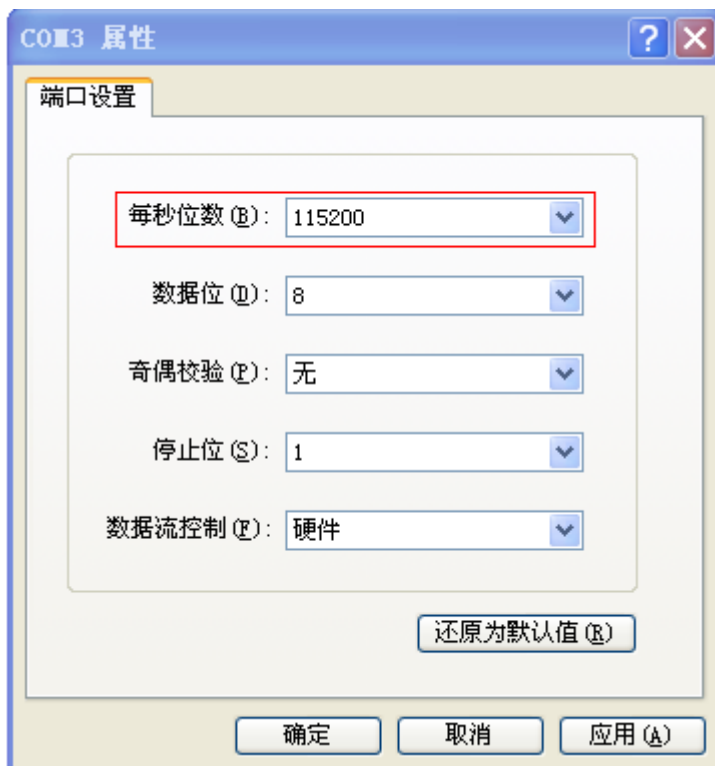 COM3 属性
端口设置
每秒位数(B): 115200
数据位(D): 8
奇偶校验(P): 无
停止位(S): 1
数据流控制(F): 硬件
还原为默认值(R)
确定 取消 应用(A)